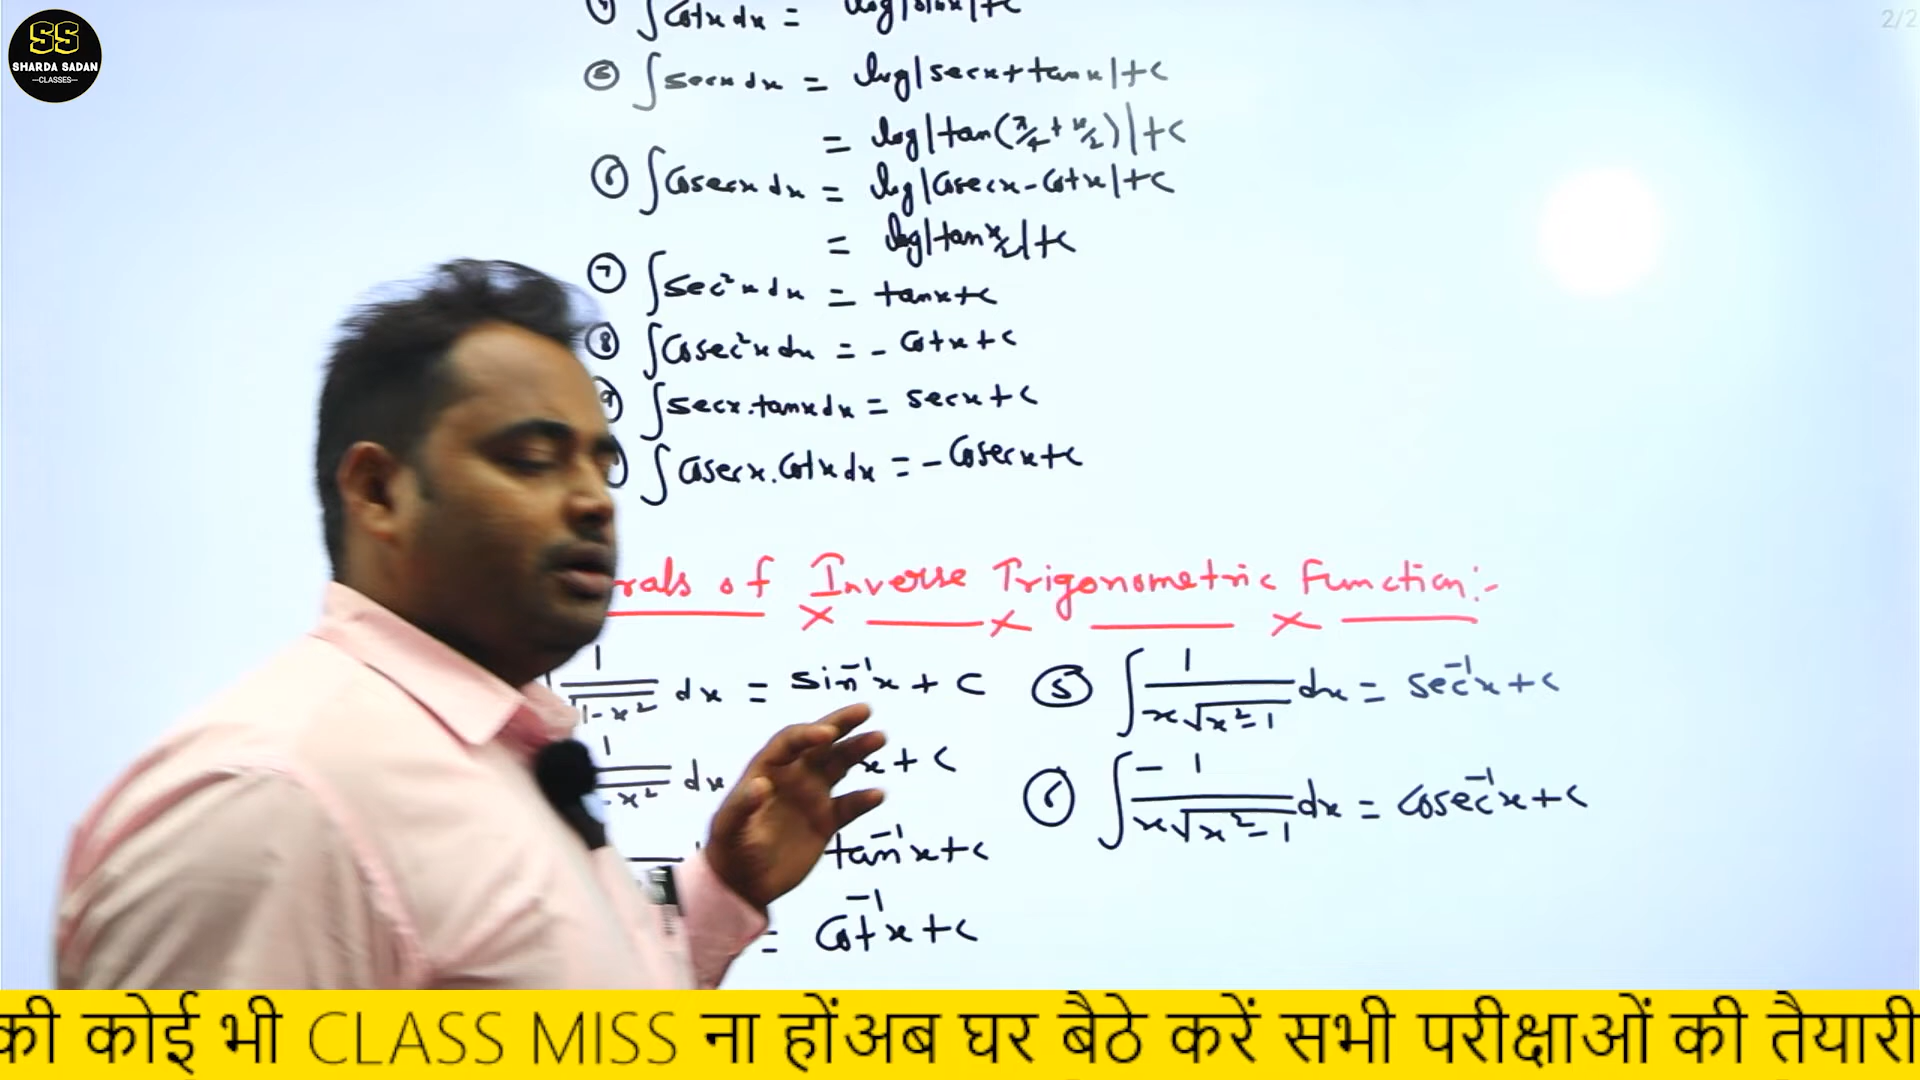 SS
SHARDA SADAN
—CLASSES—
2/2
∫cotx dx = log|sinx|+c
⑤ ∫secx dx = log|secx+tanx|+c
= log|tan(π/4+x/2)|+c
⑥ ∫cosecx dx = log|cosecx-cotx|+c
= log|tan x/2|+c
⑦ ∫sec²x dx = tanx+c
⑧ ∫cosec²x dx = - cotx+c
⑨ ∫secx.tanx dx = secx+c
∫cosecx.cotx dx = -cosecx+c
rals of Inverse Trigonometric Function:-
1/√1-x² dx = sin⁻¹x + c
⑤ ∫1/x√x²-1 dx = sec⁻¹x+c
1/-x² dx x + c
⑥ ∫-1/x√x²-1 dx = cosec⁻¹x+c
tan⁻¹x+c
= cot⁻¹x+c
की कोई भी CLASS MISS ना होंअब घर बैठे करें सभी परीक्षाओं की तैयारी